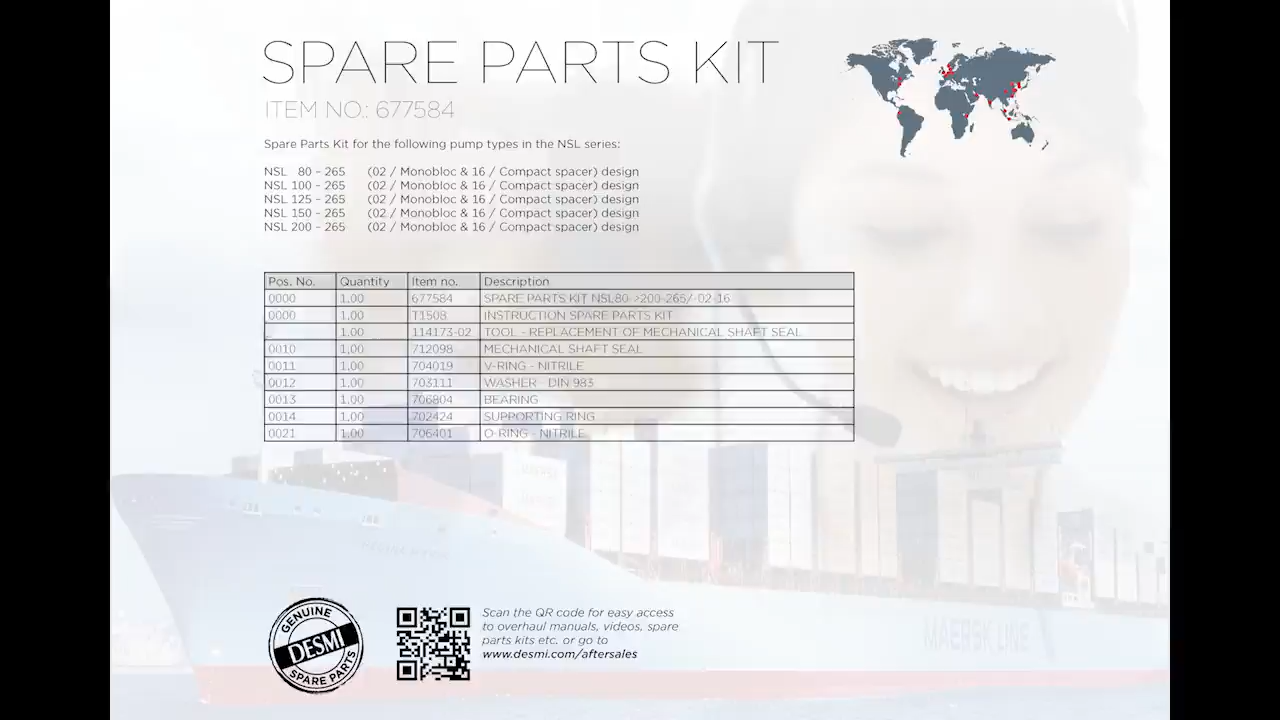 SPARE PARTS KIT
ITEM NO.: 677584
Spare Parts Kit for the following pump types in the NSL series:
NSL 80 - 265 (02 / Monobloc & 16 / Compact spacer) design
NSL 100 - 265 (02 / Monobloc & 16 / Compact spacer) design
NSL 125 - 265 (02 / Monobloc & 16 / Compact spacer) design
NSL 150 - 265 (02 / Monobloc & 16 / Compact spacer) design
NSL 200 - 265 (02 / Monobloc & 16 / Compact spacer) design
Pos. No. Quantity Item no. Description
0000 1,00 677584 SPARE PARTS KIT NSL80->200-265/-02-16
0000 1,00 T1508 INSTRUCTION SPARE PARTS KIT
1,00 114173-02 TOOL - REPLACEMENT OF MECHANICAL SHAFT SEAL
0010 1,00 712098 MECHANICAL SHAFT SEAL
0011 1,00 704019 V-RING - NITRILE
0012 1,00 703111 WASHER - DIN 983
0013 1,00 706804 BEARING
0014 1,00 702424 SUPPORTING RING
0021 1,00 706401 O-RING - NITRILE
MAERSK LINE
GENUINE
DESMI
SPARE PARTS
Scan the QR code for easy access
to overhaul manuals, videos, spare
parts kits etc. or go to
www.desmi.com/aftersales